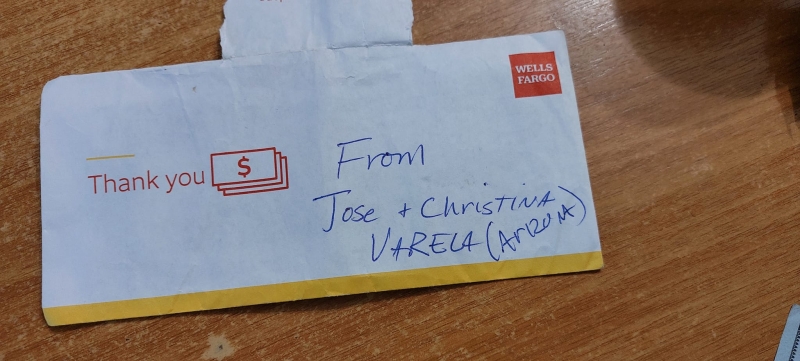 WELLS
FARGO
Thank you $
From
Jose + Christina
VARELA (Arizona)